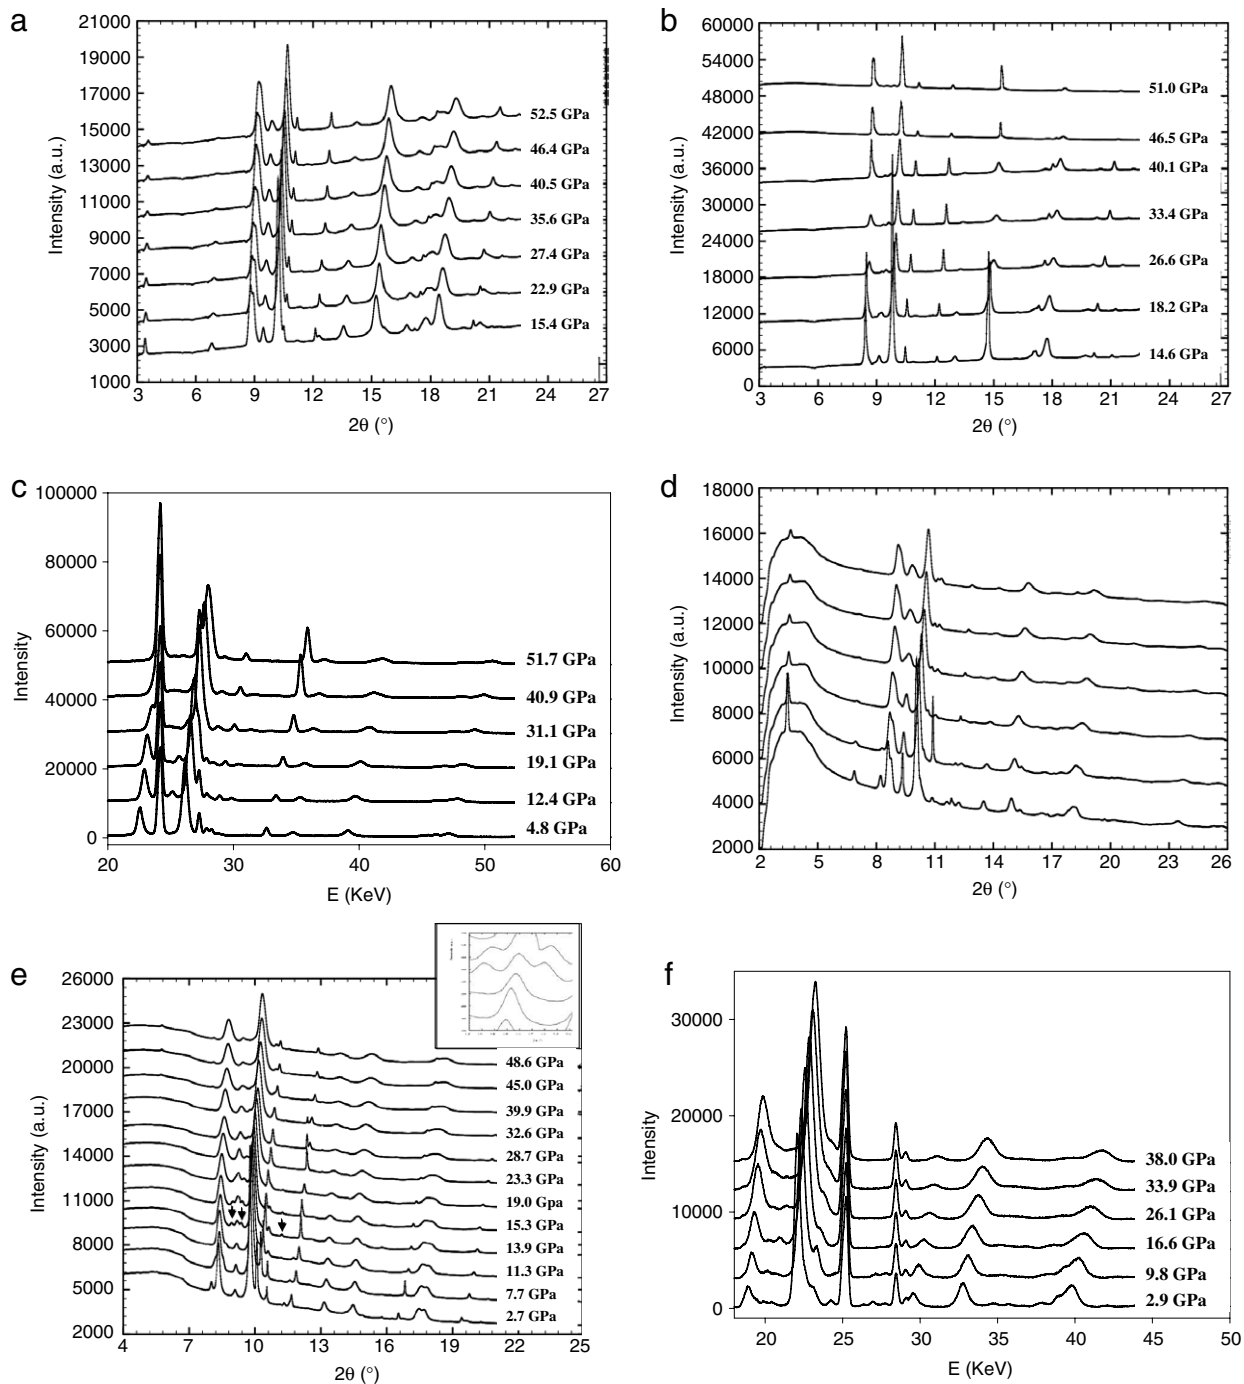 a
21000
19000
17000
15000
13000
11000
9000
7000
5000
3000
1000
Intensity (a.u.)
52.5 GPa
46.4 GPa
40.5 GPa
35.6 GPa
27.4 GPa
22.9 GPa
15.4 GPa
3 6 9 12 15 18 21 24 27
2θ (°)
b
60000
54000
48000
42000
36000
30000
24000
18000
12000
6000
0
Intensity (a.u.)
51.0 GPa
46.5 GPa
40.1 GPa
33.4 GPa
26.6 GPa
18.2 GPa
14.6 GPa
3 6 9 12 15 18 21 24 27
2θ (°)
c
100000
80000
60000
40000
20000
0
Intensity
51.7 GPa
40.9 GPa
31.1 GPa
19.1 GPa
12.4 GPa
4.8 GPa
20 30 40 50 60
E (KeV)
d
18000
16000
14000
12000
10000
8000
6000
4000
2000
Intensity (a.u.)
2 5 8 11 14 17 20 23 26
2θ (°)
e
26000
23000
20000
17000
14000
11000
8000
5000
2000
Intensity (a.u.)
48.6 GPa
45.0 GPa
39.9 GPa
32.6 GPa
28.7 GPa
23.3 GPa
19.0 Gpa
15.3 GPa
13.9 GPa
11.3 GPa
7.7 GPa
2.7 GPa
4 7 10 13 16 19 22 25
2θ (°)
f
30000
20000
10000
0
Intensity
38.0 GPa
33.9 GPa
26.1 GPa
16.6 GPa
9.8 GPa
2.9 GPa
20 25 30 35 40 45 50
E (KeV)